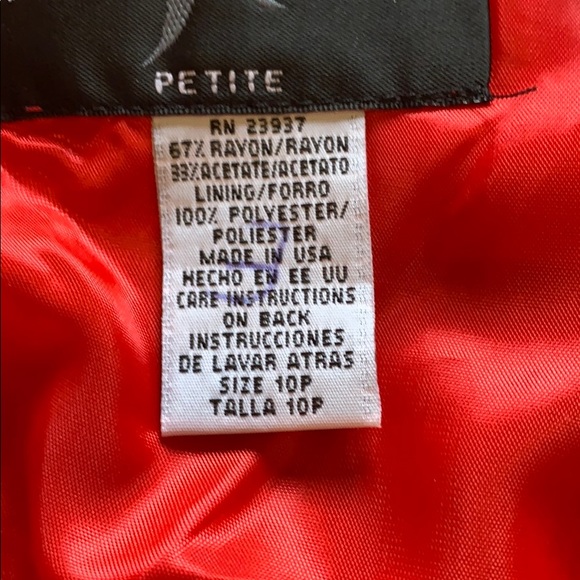 PETITE
RN 23937
67% RAYON/RAYON
33%ACETATE/ACETATO
LINING/FORRO
100% POLYESTER/
POLIESTER
MADE IN USA
HECHO EN EE UU
CARE INSTRUCTIONS
ON BACK
INSTRUCCIONES
DE LAVAR ATRAS
SIZE 10P
TALLA 10P